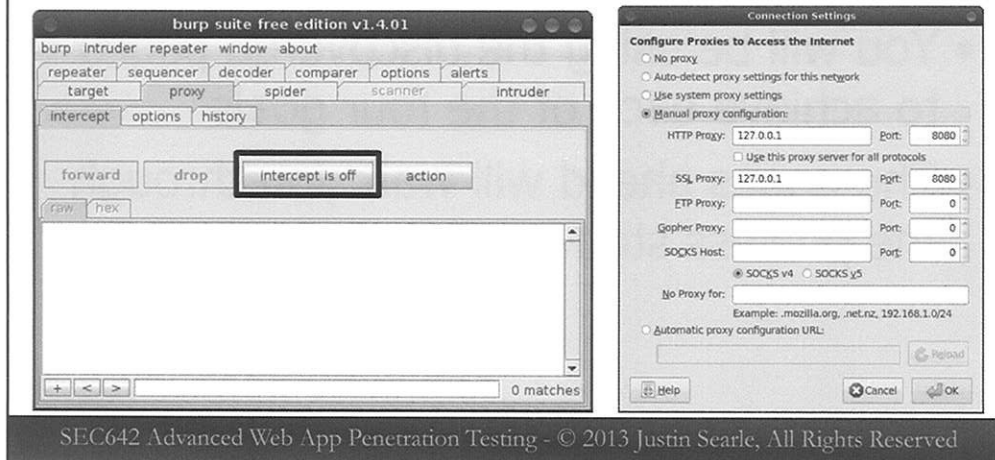 burp suite free edition v1.4.01
burp intruder repeater window about
repeater sequencer decoder comparer options alerts
target proxy spider scanner intruder
intercept options history
forward drop intercept is off action
raw hex
+ < > 0 matches
Connection Settings
Configure Proxies to Access the Internet
No proxy
Auto-detect proxy settings for this network
Use system proxy settings
Manual proxy configuration:
HTTP Proxy: 127.0.0.1 Port: 8080
Use this proxy server for all protocols
SSL Proxy: 127.0.0.1 Port: 8080
FTP Proxy: Port: 0
Gopher Proxy: Port: 0
SOCKS Host: Port: 0
SOCKS v4 SOCKS v5
No Proxy for:
Example: .mozilla.org, .net.nz, 192.168.1.0/24
Automatic proxy configuration URL:
Reload
Help Cancel OK
SEC642 Advanced Web App Penetration Testing - © 2013 Justin Searle, All Rights Reserved